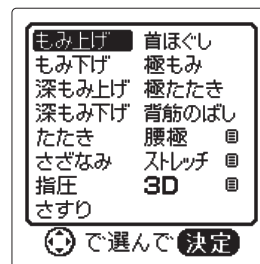 もみ上げ 首ほぐし
もみ下げ 極もみ
深もみ上げ 極たたき
深もみ下げ 背筋のばし
たたき 腰極
さざなみ ストレッチ
指圧 3D
さすり
で選んで 決定